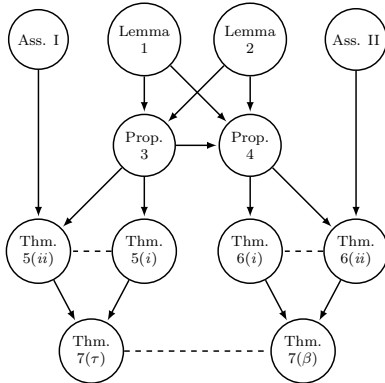 Ass. I
Lemma
1
Lemma
2
Ass. II
Prop.
3
Prop.
4
Thm.
5(ii)
Thm.
5(i)
Thm.
6(i)
Thm.
6(ii)
Thm.
7(τ)
Thm.
7(β)